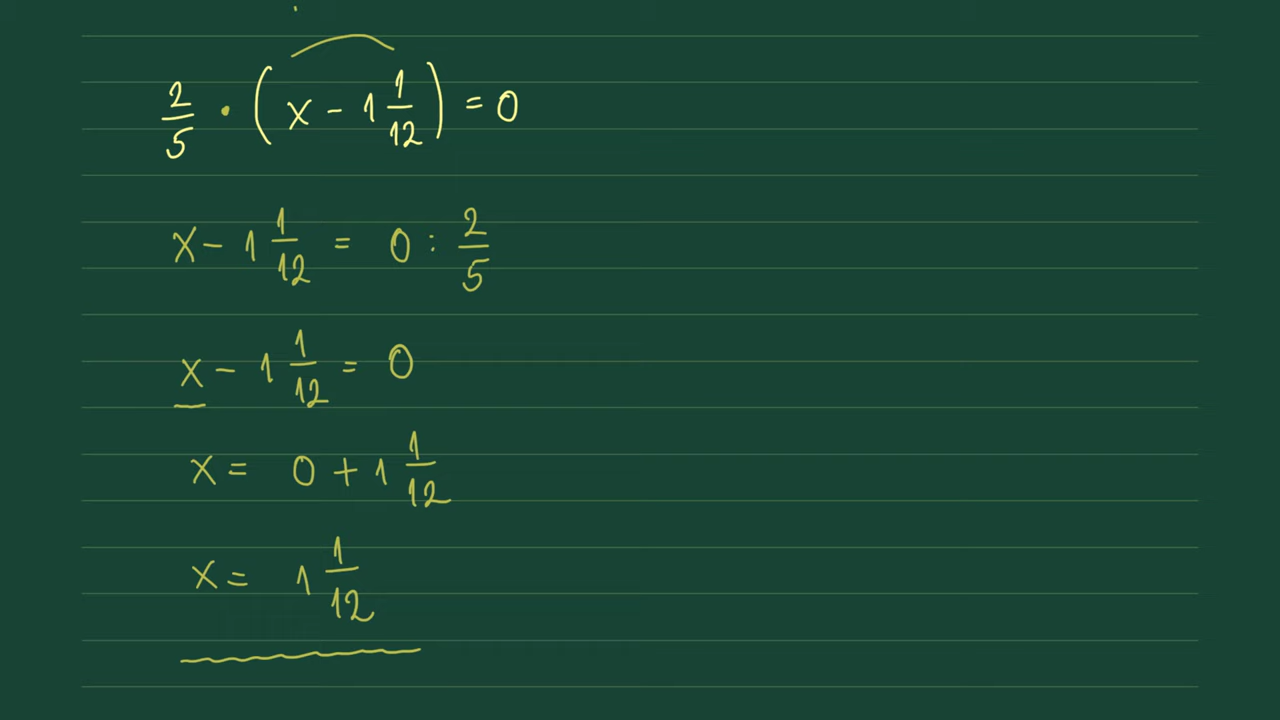 2/5 · (x - 1 1/12) = 0
x - 1 1/12 = 0 : 2/5
x - 1 1/12 = 0
x = 0 + 1 1/12
x = 1 1/12